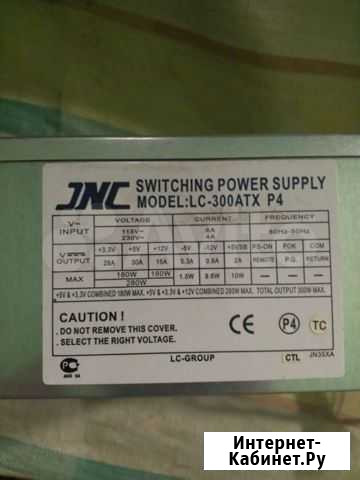 JNC SWITCHING POWER SUPPLY
MODEL:LC-300ATX P4
V~ INPUT VOLTAGE CURRENT FREQUENCY
115V~ 8A 60Hz-50Hz
230V~ 4A
V⎓ OUTPUT +3.3V +5V +12V -5V -12V +5VSB PS-ON POK COM
28A 30A 15A 0.3A 0.8A 2A REMOTE P.G. RETURN
MAX 180W 180W 1.5W 9.6W 10W
280W
+5V & +3.3V COMBINED 180W MAX. +5V & +3.3V & +12V COMBINED 280W MAX. TOTAL OUTPUT 300W MAX.
CAUTION !
. DO NOT REMOVE THIS COVER.
. SELECT THE RIGHT VOLTAGE.
P4 TC
LC-GROUP CTL JN35XA
Интернет-
Кабинет.Ру